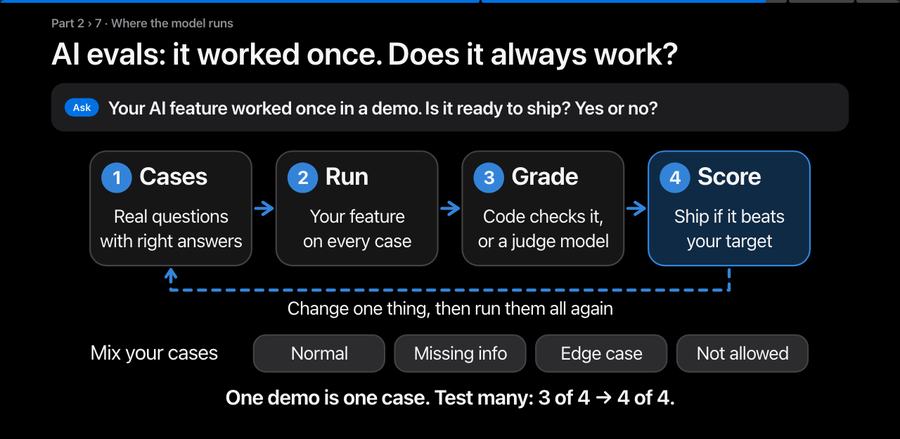 Part 2 › 7 · Where the model runs
AI evals: it worked once. Does it always work?
Ask Your AI feature worked once in a demo. Is it ready to ship? Yes or no?
1 Cases
Real questions
with right answers
2 Run
Your feature
on every case
3 Grade
Code checks it,
or a judge model
4 Score
Ship if it beats
your target
Change one thing, then run them all again
Mix your cases
Normal
Missing info
Edge case
Not allowed
One demo is one case. Test many: 3 of 4 → 4 of 4.